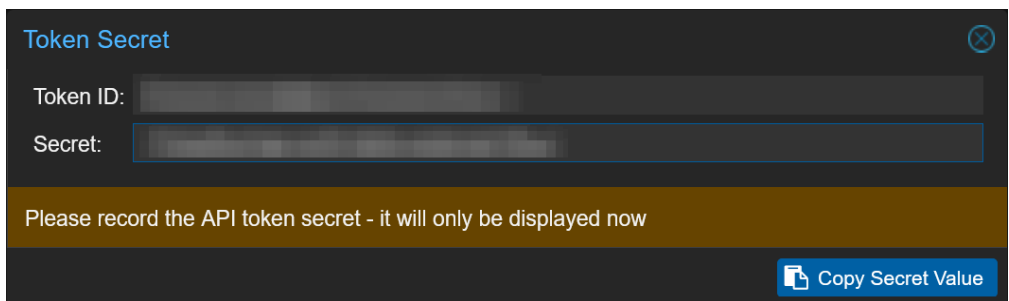 Token Secret
Token ID:
Secret:
Please record the API token secret - it will only be displayed now
Copy Secret Value